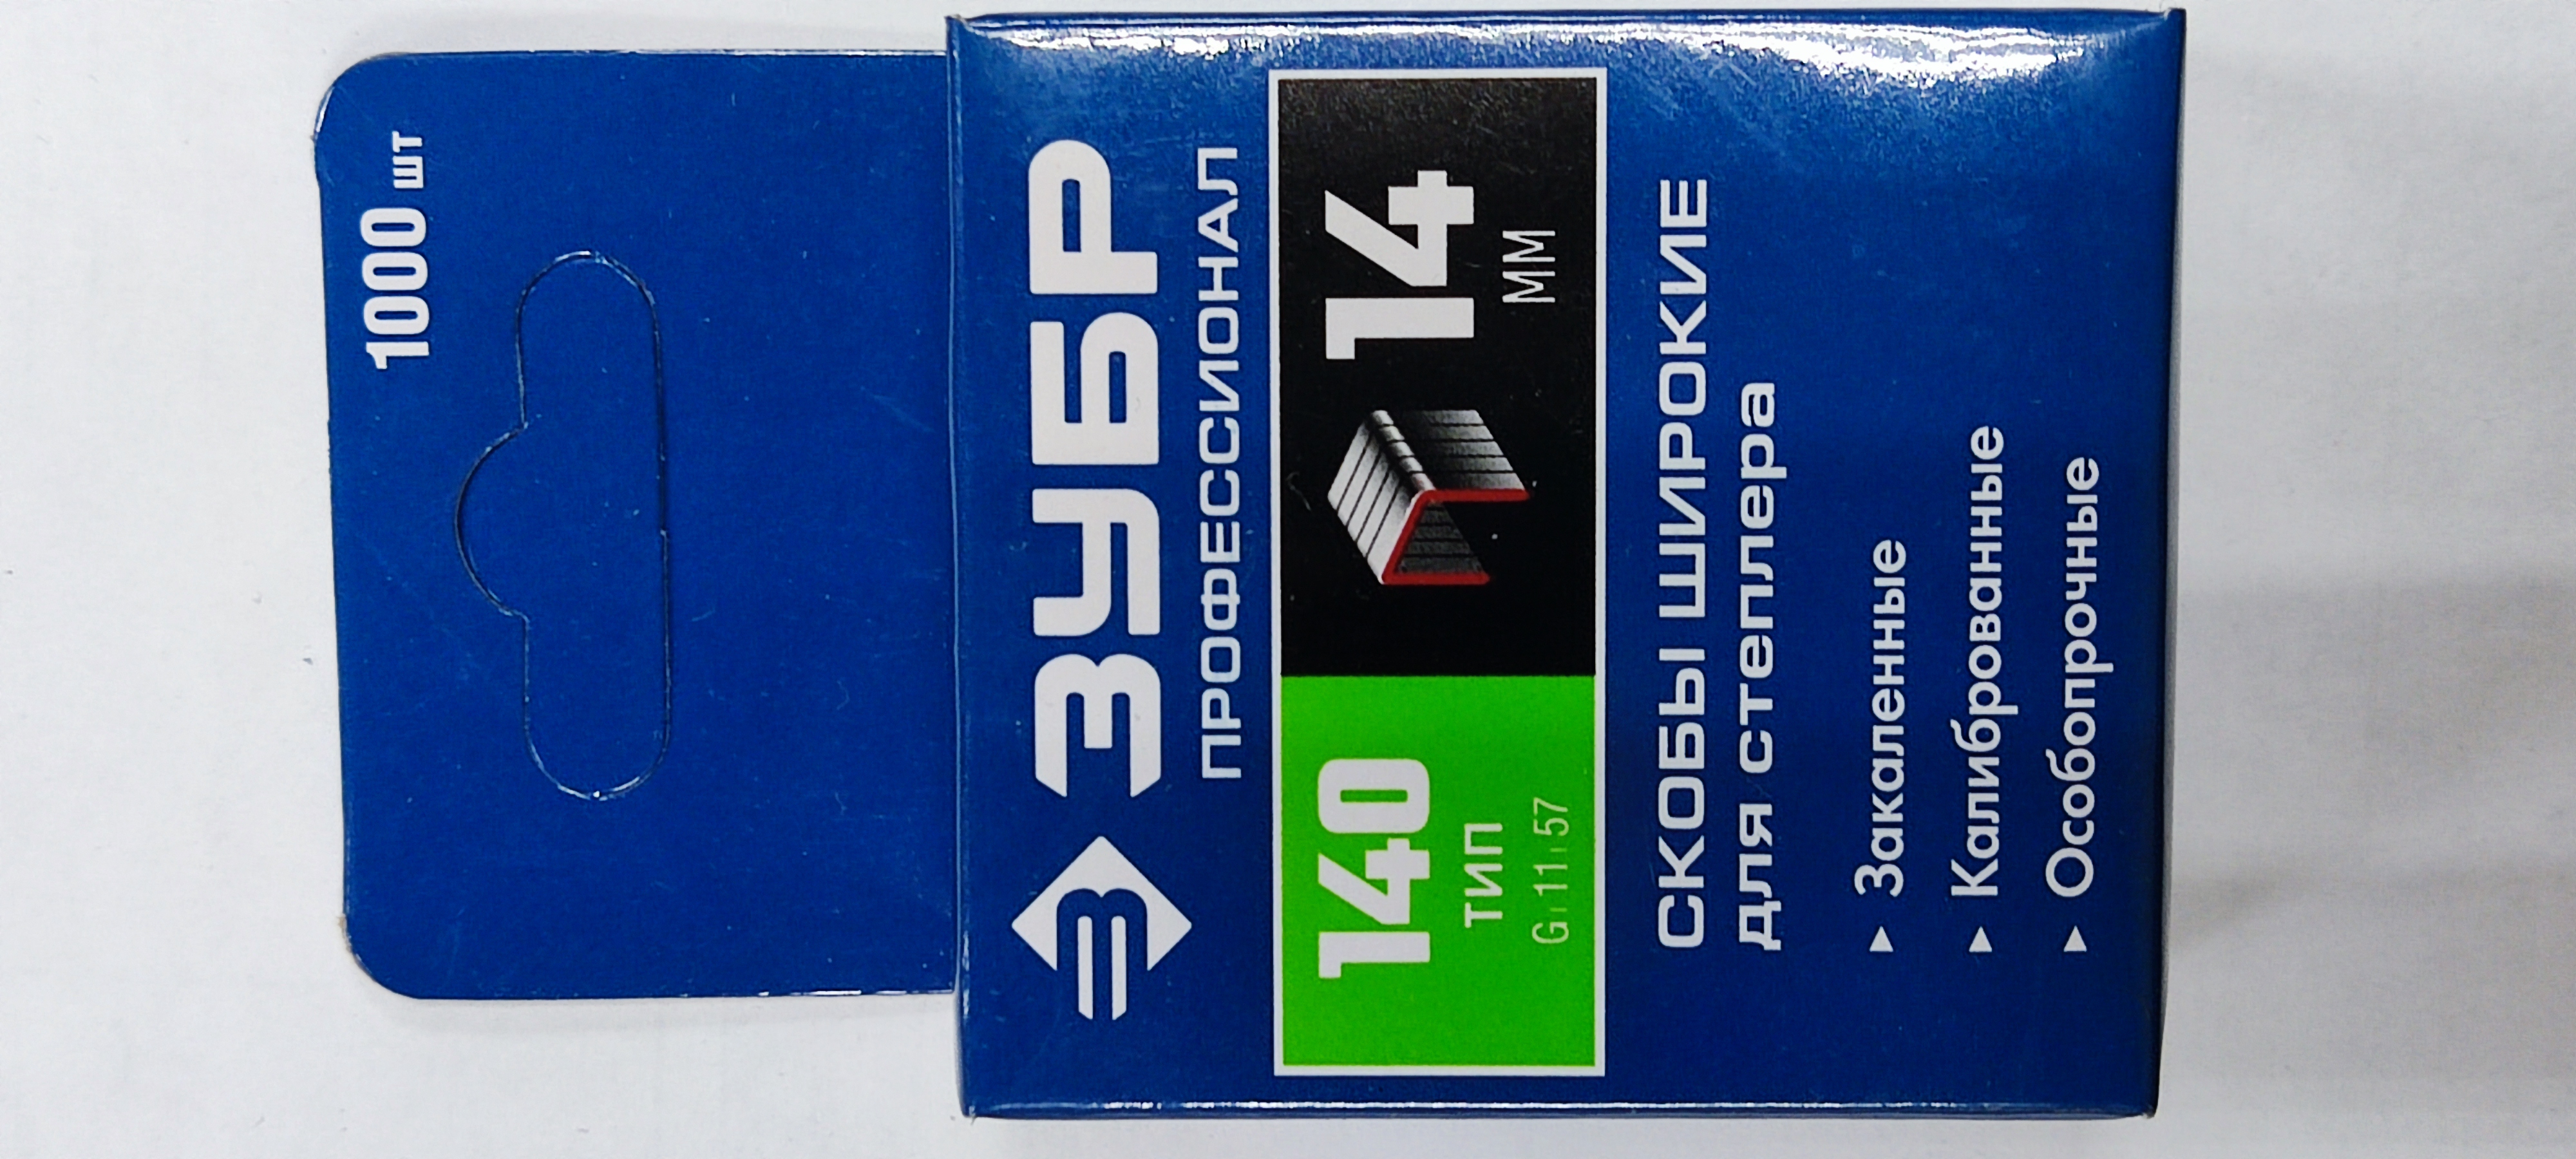 1000 шт
ЗУБР
ПРОФЕССИОНАЛ
140
ТИП
G | 11 | 57
14
ММ
СКОБЫ ШИРОКИЕ
для степлера
▸ Закаленные
▸ Калиброванные
▸ Особопрочные